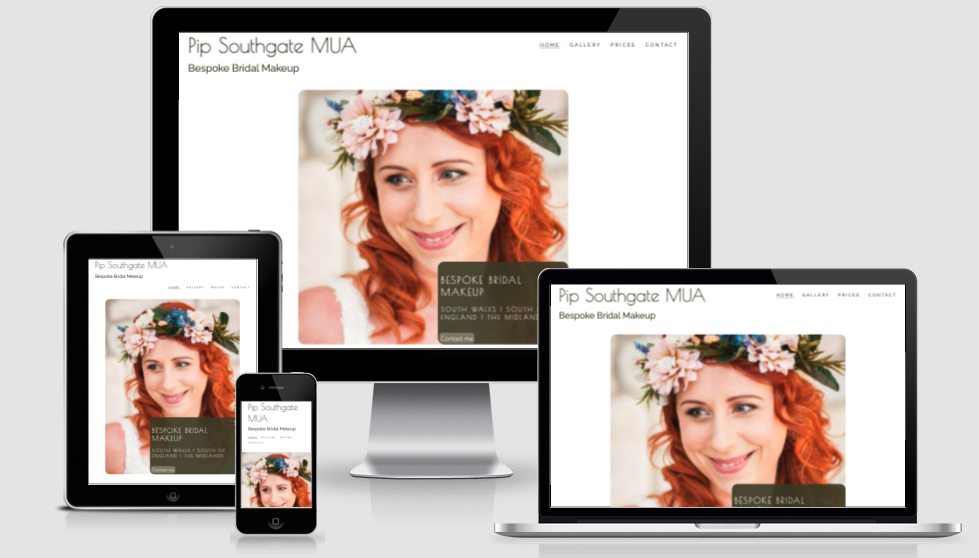 Pip Southgate MUA
HOME GALLERY PRICES CONTACT
Bespoke Bridal Makeup
BESPOKE BRIDAL
MAKEUP
SOUTH WALES | SOUTH
ENGLAND | THE MIDLAND
Contact me
Pip Southgate MUA
Bespoke Bridal Makeup
HOME GALLERY PRICES CONTACT
BESPOKE BRIDAL
MAKEUP
SOUTH WALES | SOUTH OF
ENGLAND | THE MIDLANDS
Contact me
Pip Southgate
MUA
Bespoke Bridal Makeup
HOME GALLERY PRICES
CONTACT
Pip Southgate MUA
HOME GALLERY PRICES CONTACT
Bespoke Bridal Makeup
BESPOKE BRIDAL